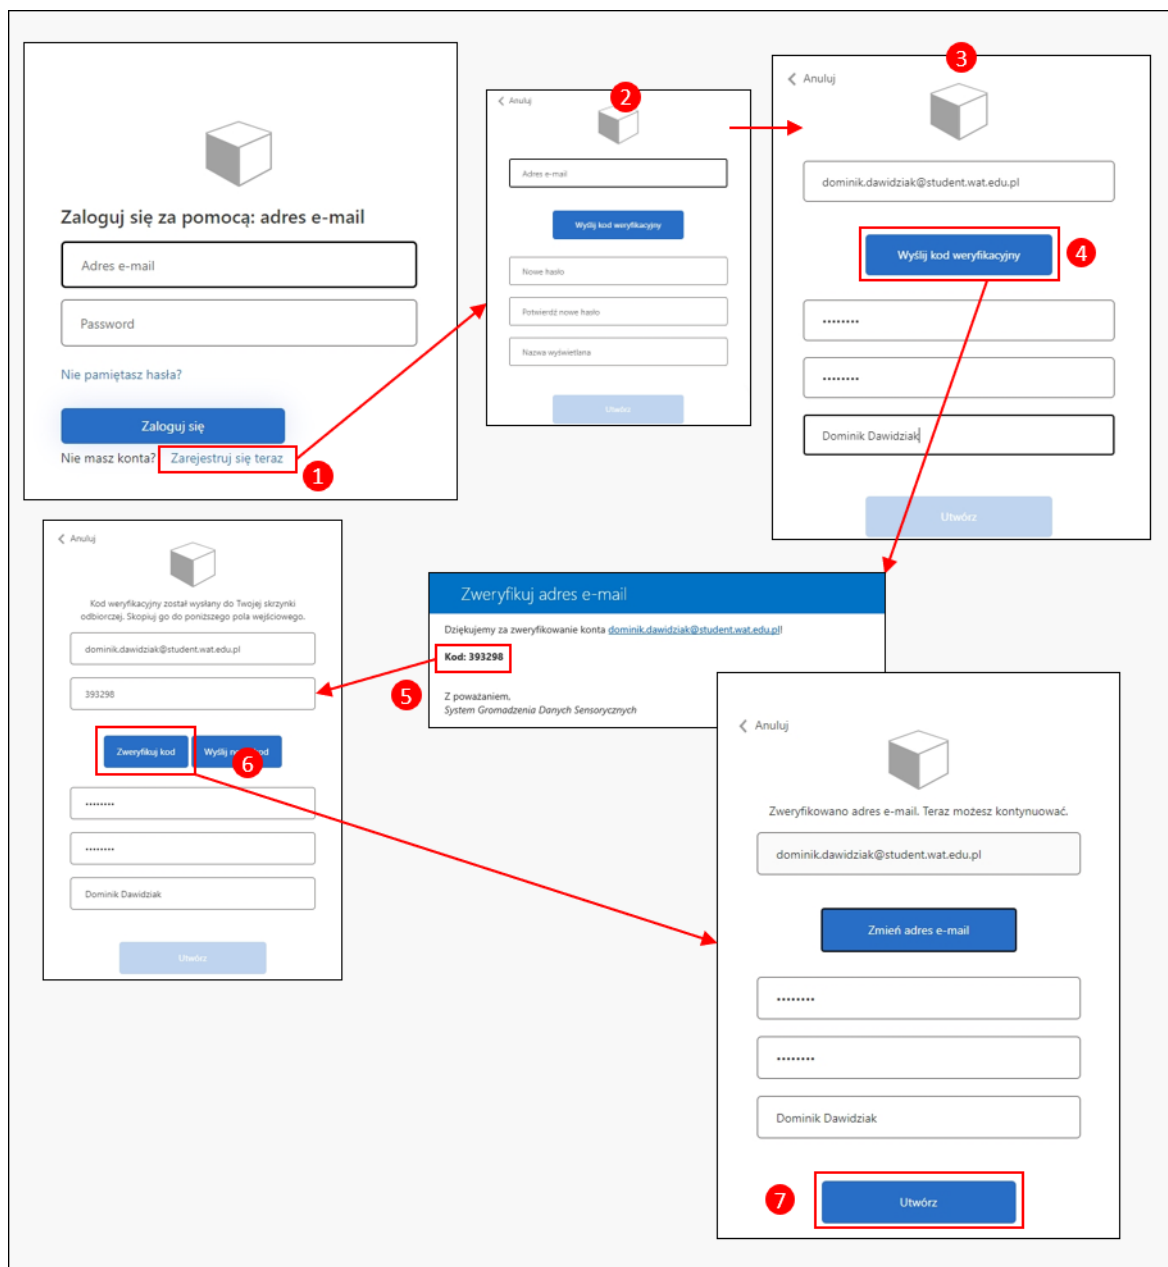 Zaloguj się za pomocą: adres e-mail
Adres e-mail
Password
Nie pamiętasz hasła?
Zaloguj się
Nie masz konta? Zarejestruj się teraz
1
Anuluj
2
Adres e-mail
Wyślij kod weryfikacyjny
Nowe hasło
Potwierdź nowe hasło
Nazwa wyświetlana
Utwórz
3
Anuluj
dominik.dawidziak@student.wat.edu.pl
Wyślij kod weryfikacyjny
4
••••••••
••••••••
Dominik Dawidziak
Utwórz
Zweryfikuj adres e-mail
Dziękujemy za zweryfikowanie konta dominik.dawidziak@student.wat.edu.pl!
Kod: 393298
5
Z poważaniem,
System Gromadzenia Danych Sensorycznych
Anuluj
Kod weryfikacyjny został wysłany do Twojej skrzynki
odbiorczej. Skopiuj go do poniższego pola wejściowego.
dominik.dawidziak@student.wat.edu.pl
393298
Zweryfikuj kod
Wyślij
6
••••••••
••••••••
Dominik Dawidziak
Utwórz
Anuluj
Zweryfikowano adres e-mail. Teraz możesz kontynuować.
dominik.dawidziak@student.wat.edu.pl
Zmień adres e-mail
••••••••
••••••••
Dominik Dawidziak
7
Utwórz